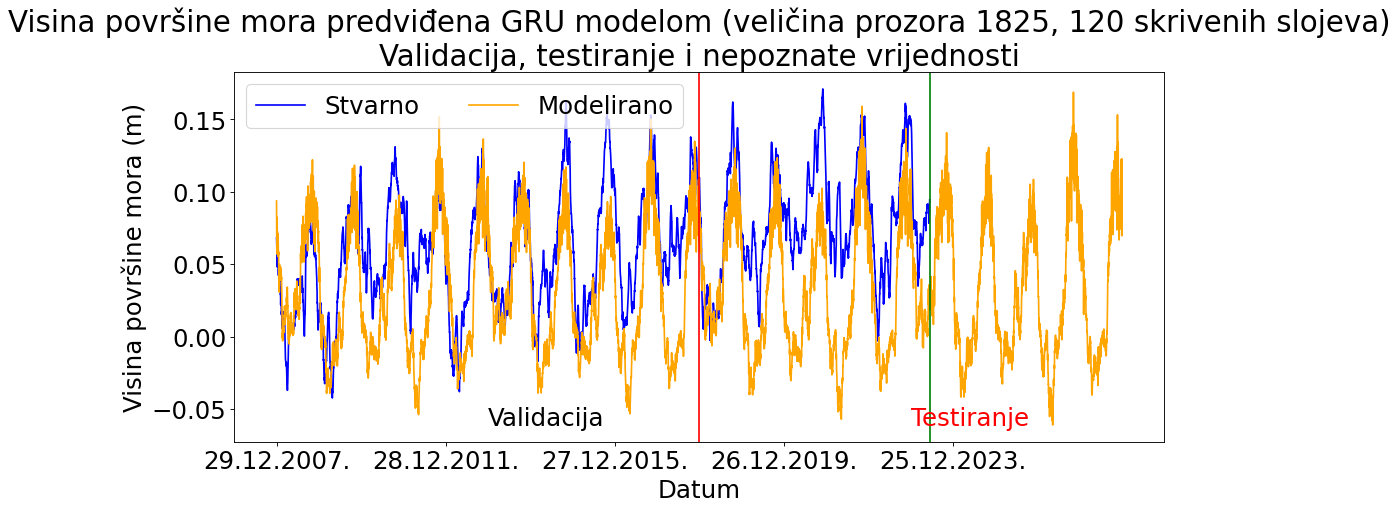 Visina površine mora predviđena GRU modelom (veličina prozora 1825, 120 skrivenih slojeva)
Validacija, testiranje i nepoznate vrijednosti
Stvarno Modelirano
Visina površine mora (m)
0.15
0.10
0.05
0.00
−0.05
Validacija Testiranje
29.12.2007. 28.12.2011. 27.12.2015. 26.12.2019. 25.12.2023.
Datum